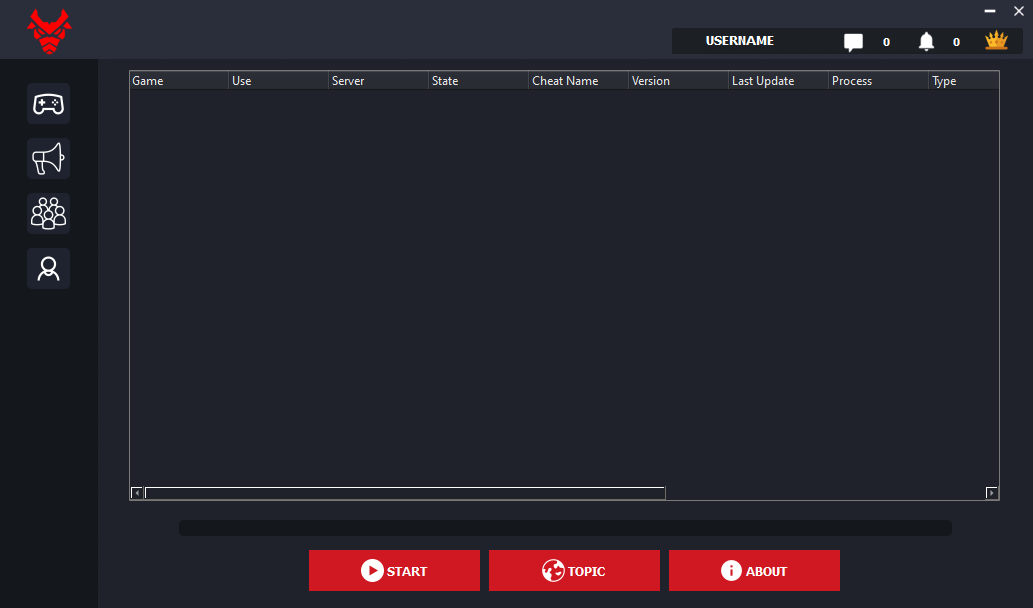 USERNAME 0 0
Game Use Server State Cheat Name Version Last Update Process Type
START TOPIC ABOUT